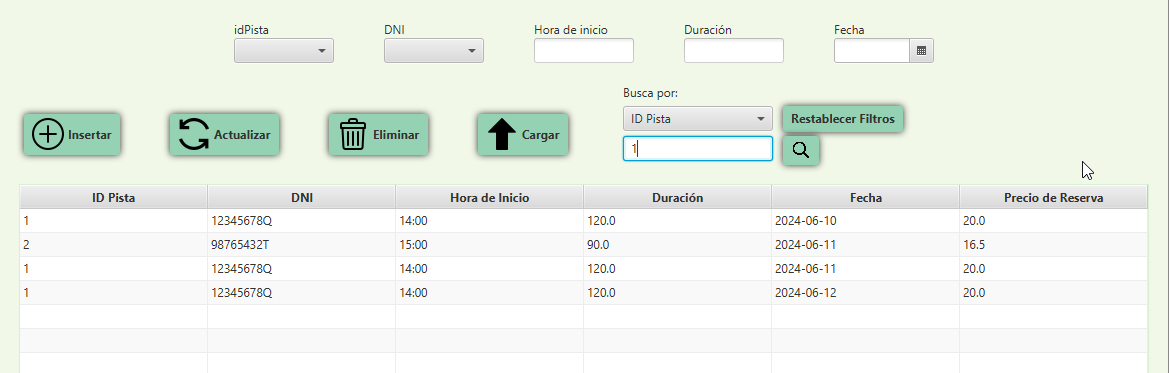 idPista DNI Hora de inicio Duración Fecha
Busca por:
ID Pista Restablecer Filtros
Insertar Actualizar Eliminar Cargar
1
ID Pista DNI Hora de Inicio Duración Fecha Precio de Reserva
1 12345678Q 14:00 120.0 2024-06-10 20.0
2 98765432T 15:00 90.0 2024-06-11 16.5
1 12345678Q 14:00 120.0 2024-06-11 20.0
1 12345678Q 14:00 120.0 2024-06-12 20.0